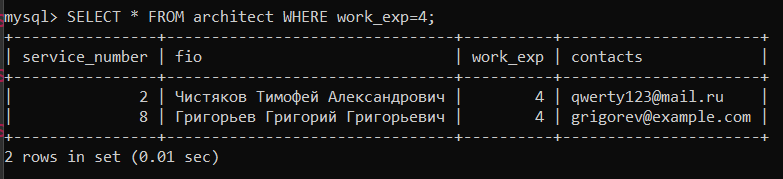 mysql> SELECT * FROM architect WHERE work_exp=4;
+----------------+------------------------------+----------+----------------------+
| service_number | fio                          | work_exp | contacts             |
+----------------+------------------------------+----------+----------------------+
|              2 | Чистяков Тимофей Александрович |        4 | qwerty123@mail.ru    |
|              8 | Григорьев Григорий Григорьевич |        4 | grigorev@example.com |
+----------------+------------------------------+----------+----------------------+
2 rows in set (0.01 sec)